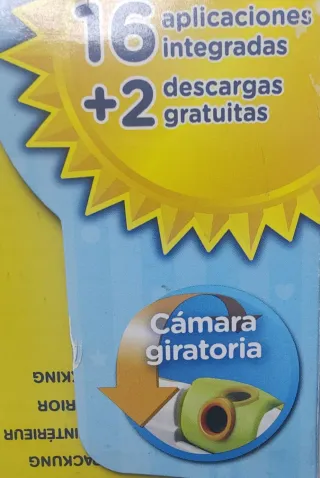 16 aplicaciones
integradas
+2 descargas
gratuitas
Cámara
giratoria